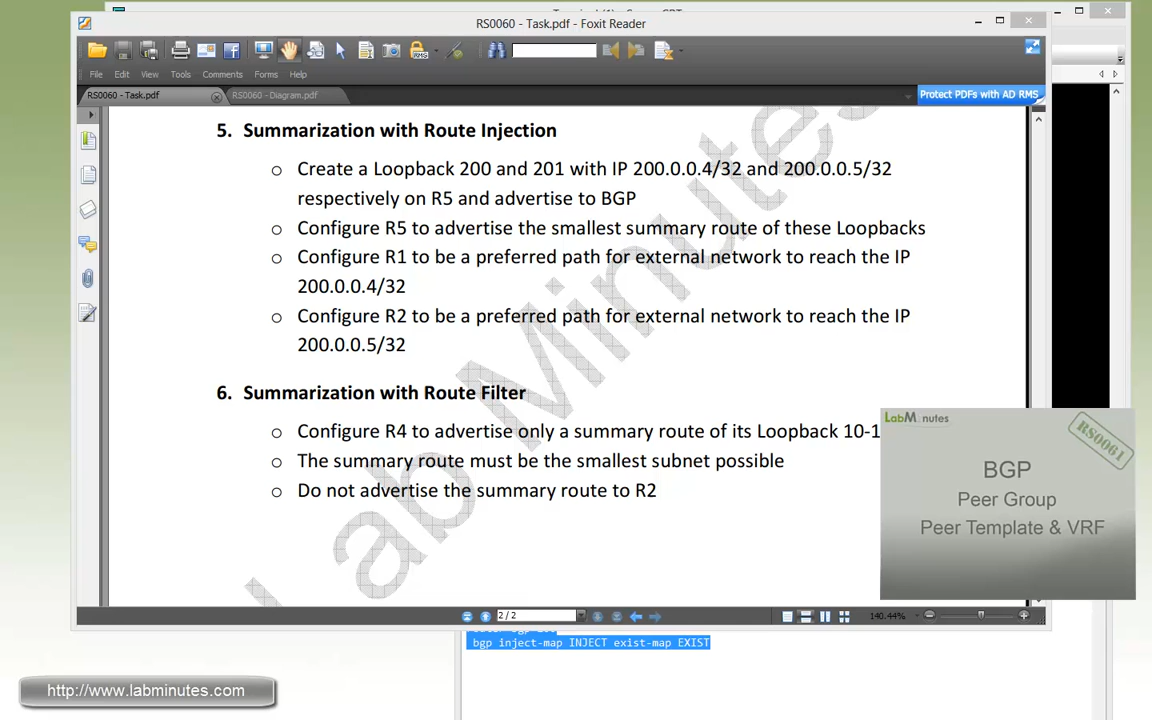 RS0060 - Task.pdf - Foxit Reader
File Edit View Tools Comments Forms Help
RS0060 - Task.pdf
RS0060 - Diagram.pdf
Protect PDFs with AD RMS
5. Summarization with Route Injection
o Create a Loopback 200 and 201 with IP 200.0.0.4/32 and 200.0.0.5/32
respectively on R5 and advertise to BGP
o Configure R5 to advertise the smallest summary route of these Loopbacks
o Configure R1 to be a preferred path for external network to reach the IP
200.0.0.4/32
o Configure R2 to be a preferred path for external network to reach the IP
200.0.0.5/32
6. Summarization with Route Filter
o Configure R4 to advertise only a summary route of its Loopback 10-1
o The summary route must be the smallest subnet possible
o Do not advertise the summary route to R2
Lab Minutes
LabMinutes
RS0061
BGP
Peer Group
Peer Template & VRF
2 / 2
140.44%
bgp inject-map INJECT exist-map EXIST
http://www.labminutes.com